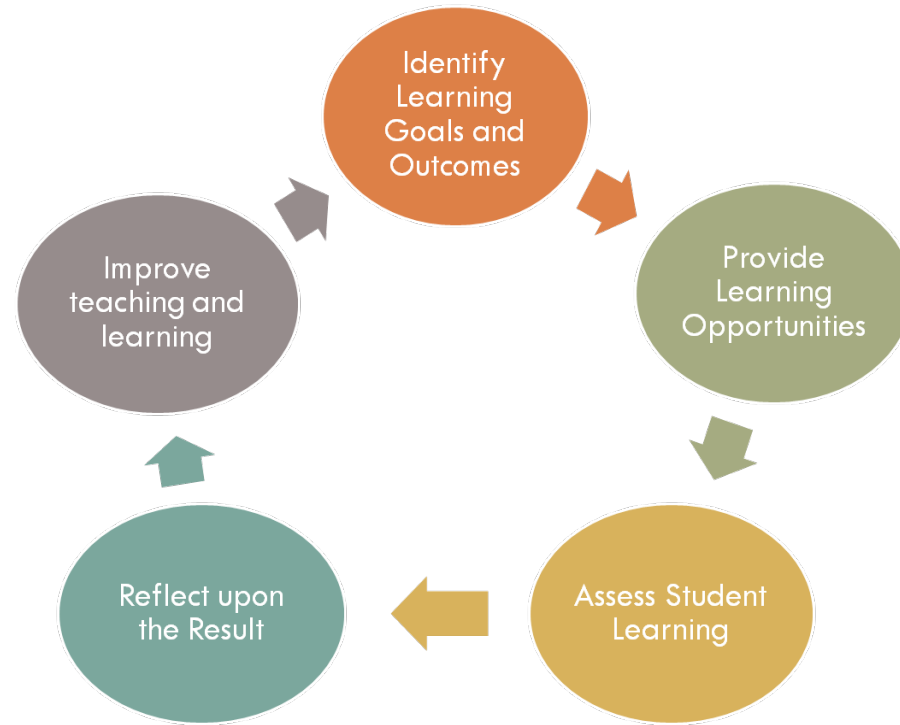 Identify
Learning
Goals and
Outcomes
Provide
Learning
Opportunities
Assess Student
Learning
Reflect upon
the Result
Improve
teaching and
learning